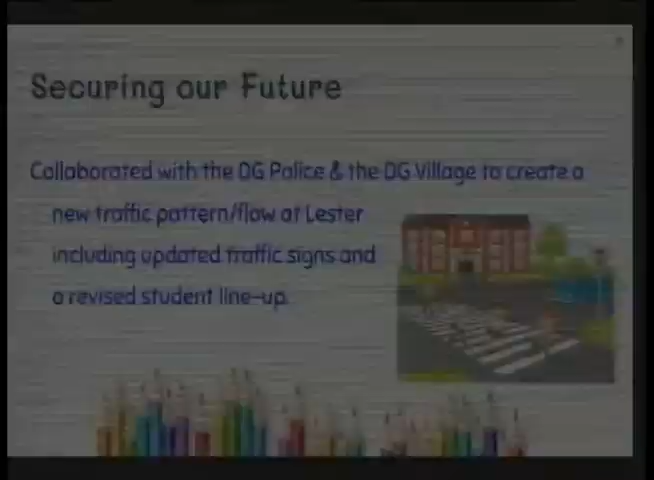 Securing our Future
Collaborated with the DG Police & the DG Village to create a
new traffic pattern/flow at Lester
including updated traffic signs and
a revised student line-up.